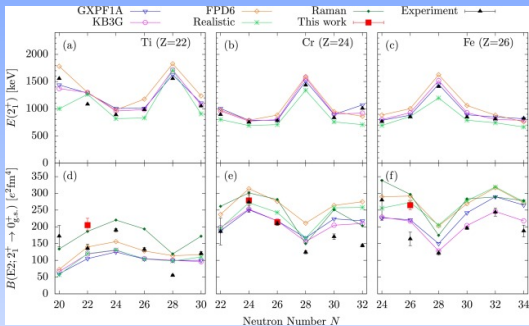 GXPF1A FPD6 Raman Experiment
KB3G Realistic This work
(a) Ti (Z=22) (b) Cr (Z=24) (c) Fe (Z=26)
E(2⁺₁) [keV]
2000
1500
1000
500
0
(d) (e) (f)
B(E2; 2⁺₁ → 0⁺g.s.) [e²fm⁴]
350
300
250
200
150
100
50
0
20 22 24 26 28 30 22 24 26 28 30 32 24 26 28 30 32 34
Neutron Number N